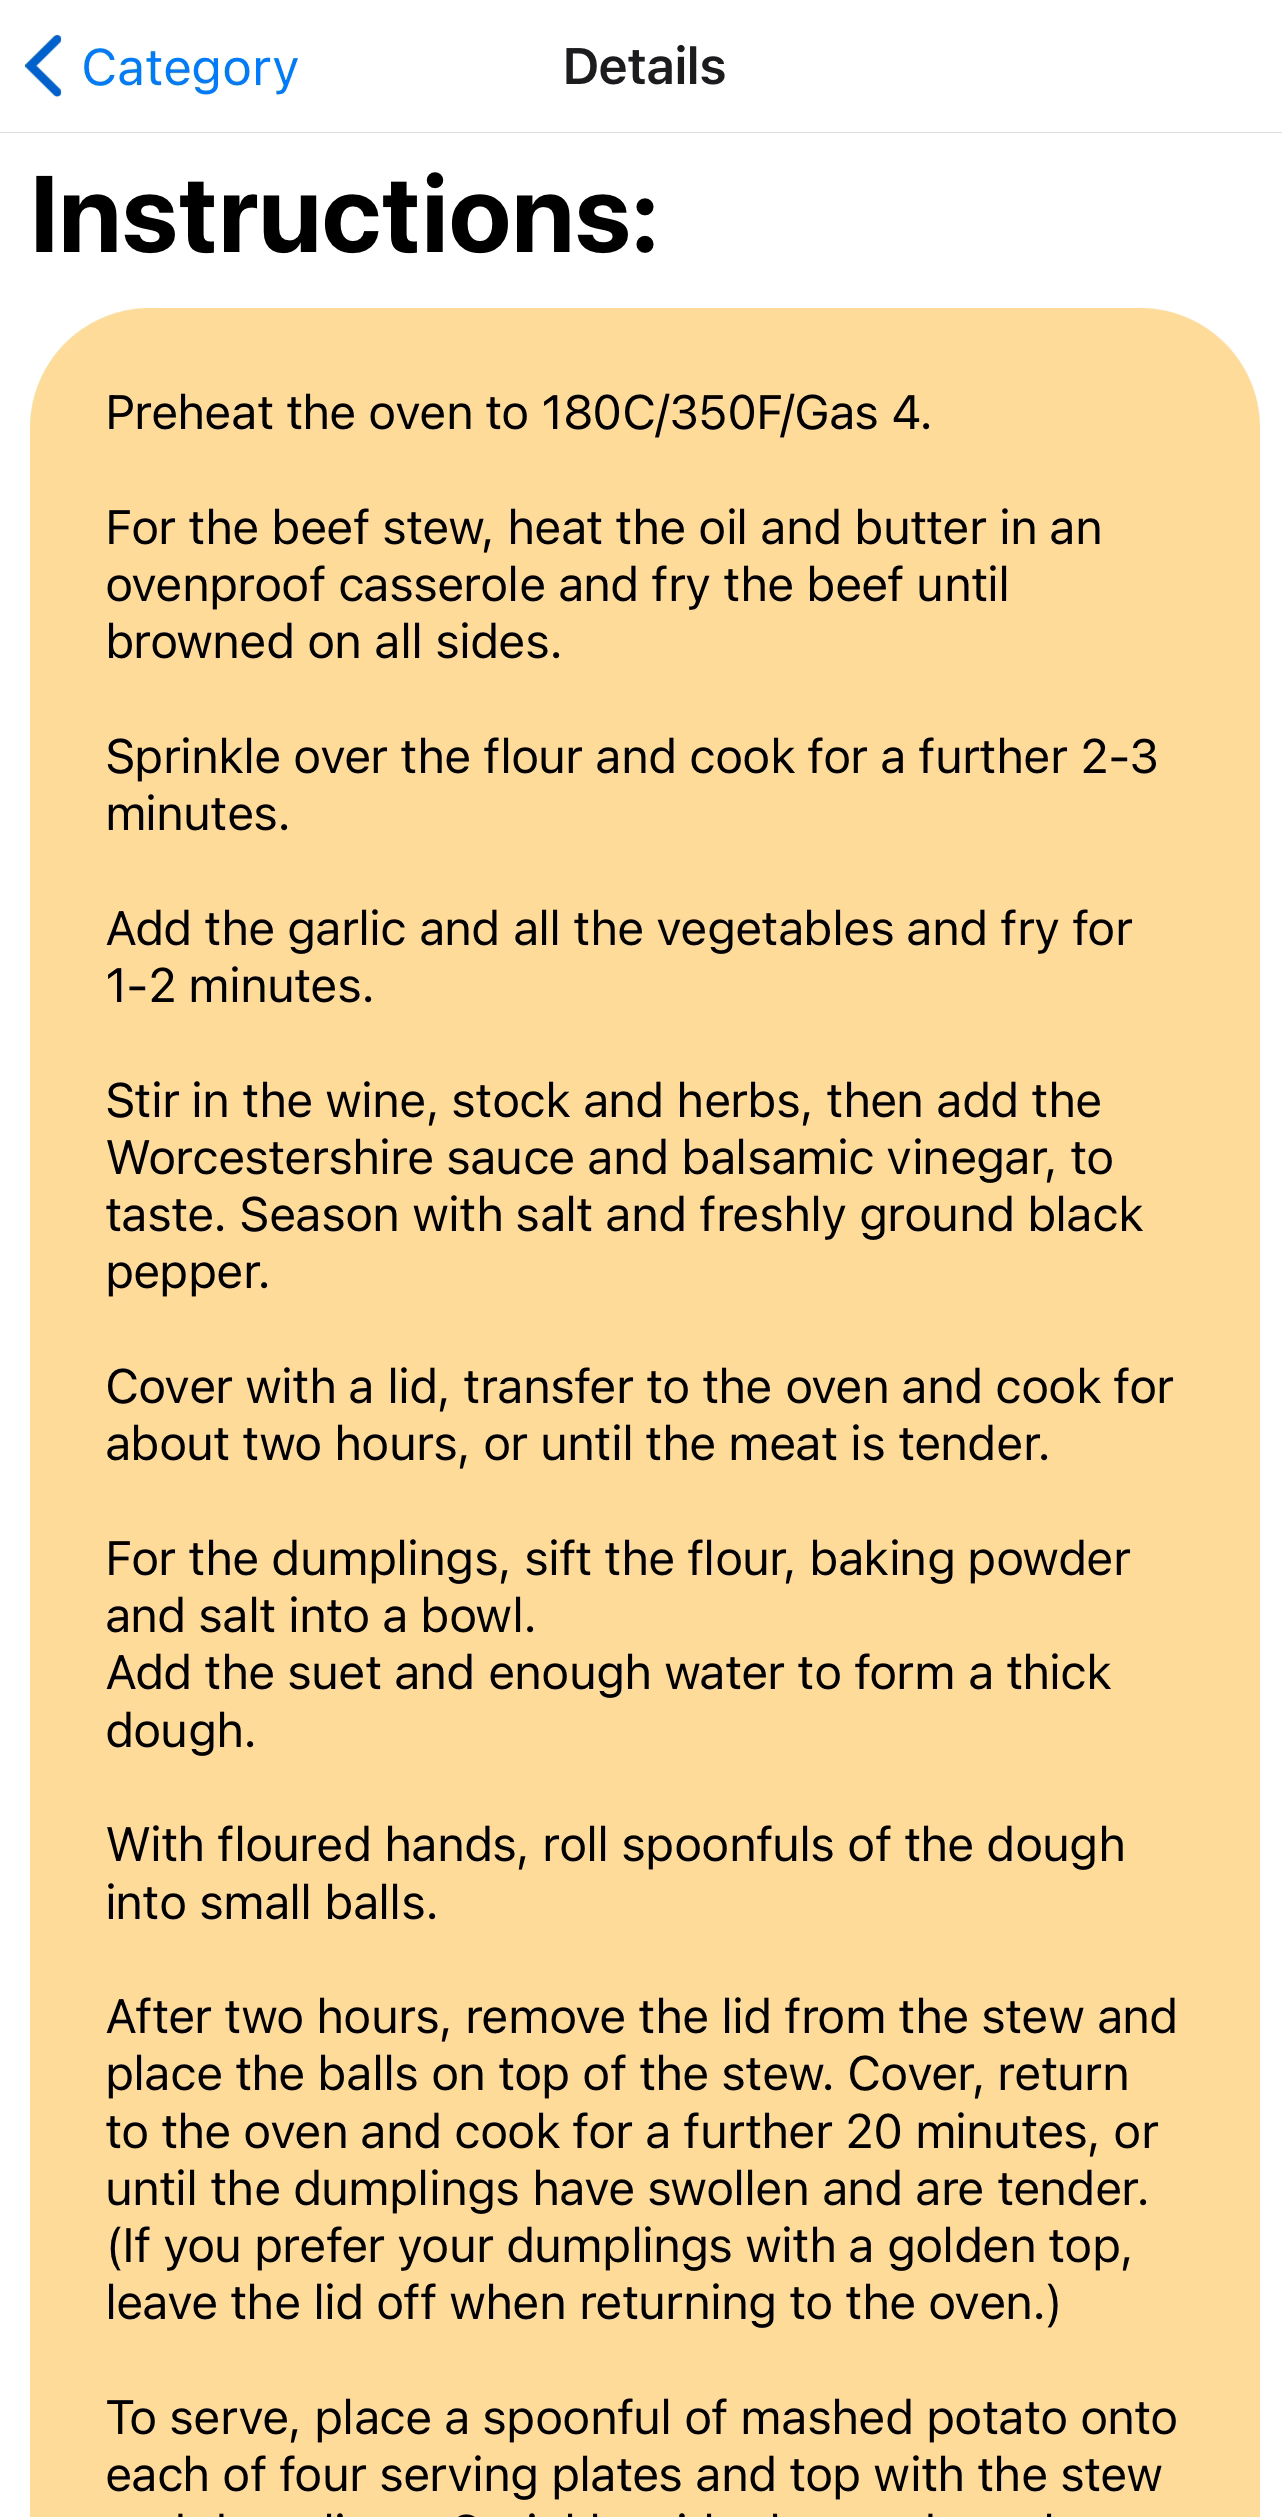 Category
Details
Instructions:
Preheat the oven to 180C/350F/Gas 4.
For the beef stew, heat the oil and butter in an
ovenproof casserole and fry the beef until
browned on all sides.
Sprinkle over the flour and cook for a further 2-3
minutes.
Add the garlic and all the vegetables and fry for
1-2 minutes.
Stir in the wine, stock and herbs, then add the
Worcestershire sauce and balsamic vinegar, to
taste. Season with salt and freshly ground black
pepper.
Cover with a lid, transfer to the oven and cook for
about two hours, or until the meat is tender.
For the dumplings, sift the flour, baking powder
and salt into a bowl.
Add the suet and enough water to form a thick
dough.
With floured hands, roll spoonfuls of the dough
into small balls.
After two hours, remove the lid from the stew and
place the balls on top of the stew. Cover, return
to the oven and cook for a further 20 minutes, or
until the dumplings have swollen and are tender.
(If you prefer your dumplings with a golden top,
leave the lid off when returning to the oven.)
To serve, place a spoonful of mashed potato onto
each of four serving plates and top with the stew